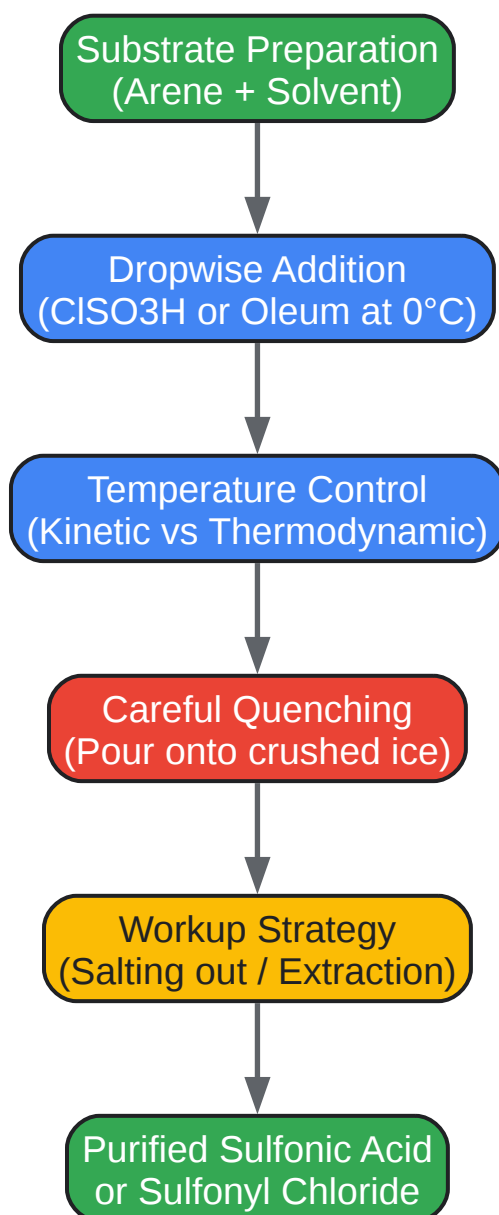 Substrate Preparation
(Arene + Solvent)
Dropwise Addition
(ClSO3H or Oleum at 0°C)
Temperature Control
(Kinetic vs Thermodynamic)
Careful Quenching
(Pour onto crushed ice)
Workup Strategy
(Salting out / Extraction)
Purified Sulfonic Acid
or Sulfonyl Chloride